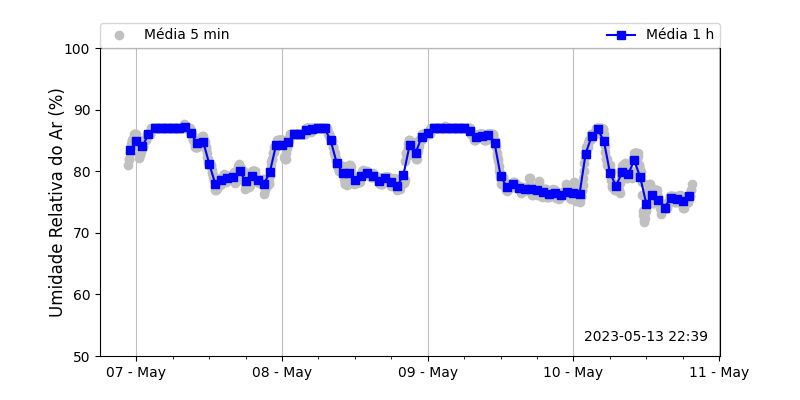 Média 5 min
Média 1 h
Umidade Relativa do Ar (%)
100
90
80
70
60
50
2023-05-13 22:39
07 - May
08 - May
09 - May
10 - May
11 - May